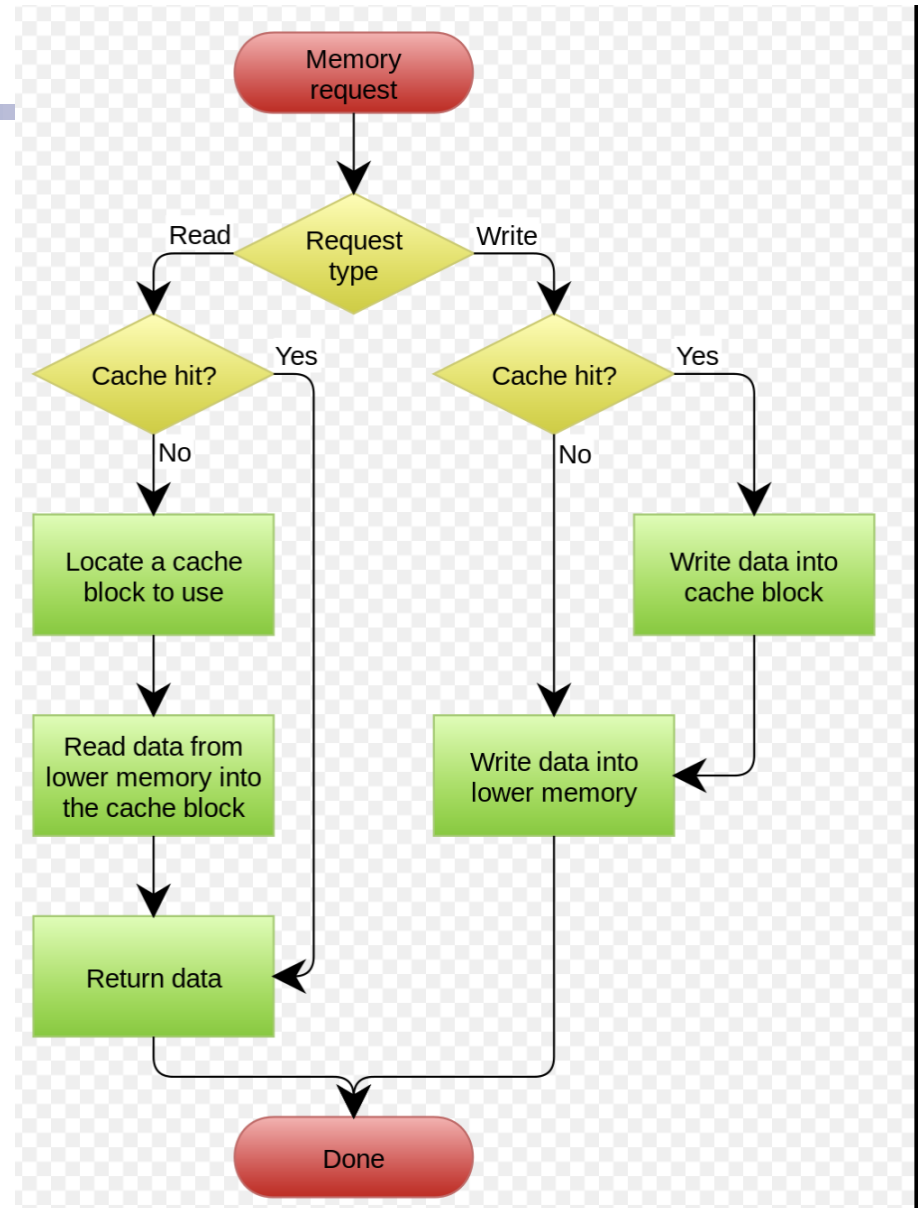 Memory
request
Request
type
Read
Write
Cache hit?
Yes
No
Cache hit?
Yes
No
Locate a cache
block to use
Write data into
cache block
Read data from
lower memory into
the cache block
Write data into
lower memory
Return data
Done